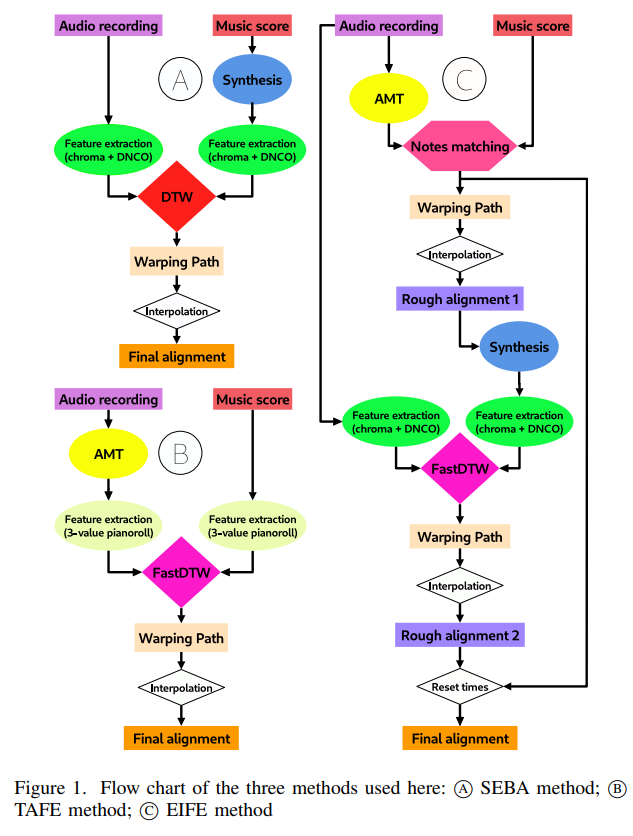 Audio recording
Music score
A
Synthesis
Feature extraction
(chroma + DNCO)
Feature extraction
(chroma + DNCO)
DTW
Warping Path
Interpolation
Final alignment
Audio recording
Music score
AMT
B
Feature extraction
(3-value pianoroll)
Feature extraction
(3-value pianoroll)
FastDTW
Warping Path
Interpolation
Final alignment
Audio recording
Music score
C
AMT
Notes matching
Warping Path
Interpolation
Rough alignment 1
Synthesis
Feature extraction
(chroma + DNCO)
Feature extraction
(chroma + DNCO)
FastDTW
Warping Path
Interpolation
Rough alignment 2
Reset times
Final alignment
Figure 1. Flow chart of the three methods used here: Ⓐ SEBA method; Ⓑ
TAFE method; Ⓒ EIFE method